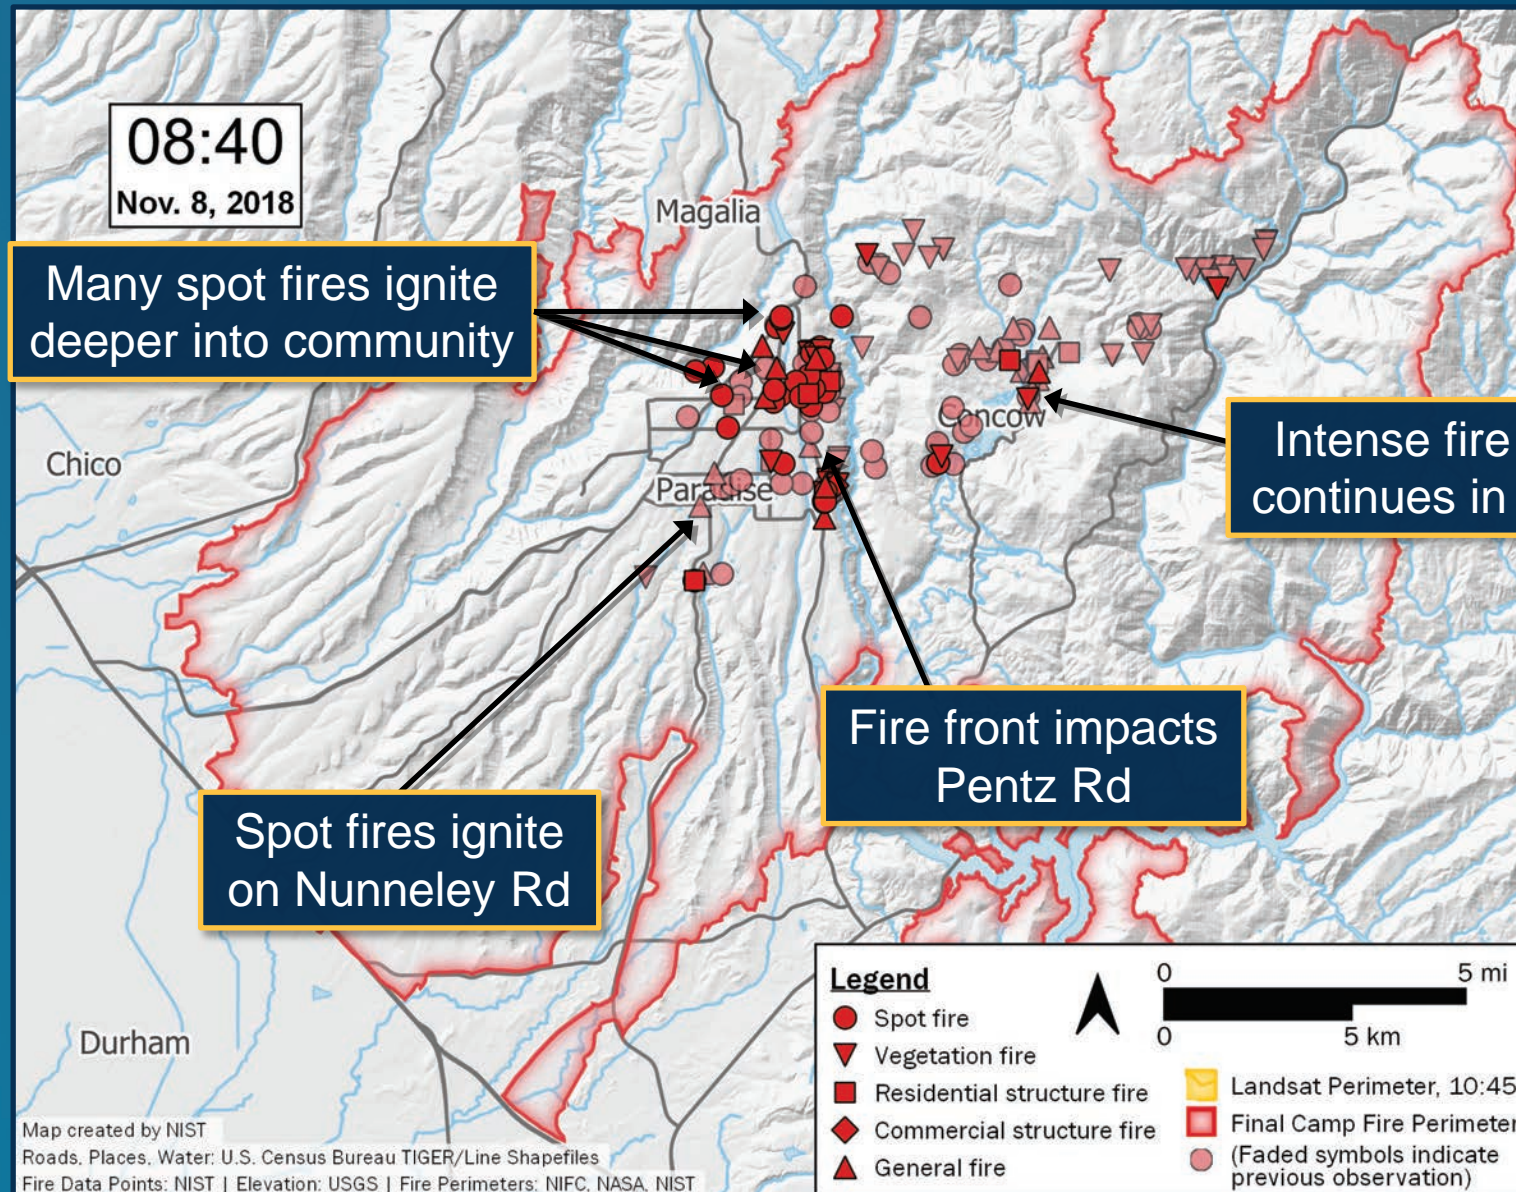 08:40
Nov. 8, 2018
Magalia
Many spot fires ignite
deeper into community
Concow
Intense fire
continues in
Chico
Paradise
Fire front impacts
Pentz Rd
Spot fires ignite
on Nunneley Rd
Durham
Legend
Spot fire
Vegetation fire
Residential structure fire
Commercial structure fire
General fire
0 5 mi
0 5 km
Landsat Perimeter, 10:45
Final Camp Fire Perimeter
(Faded symbols indicate
previous observation)
Map created by NIST
Roads, Places, Water: U.S. Census Bureau TIGER/Line Shapefiles
Fire Data Points: NIST | Elevation: USGS | Fire Perimeters: NIFC, NASA, NIST